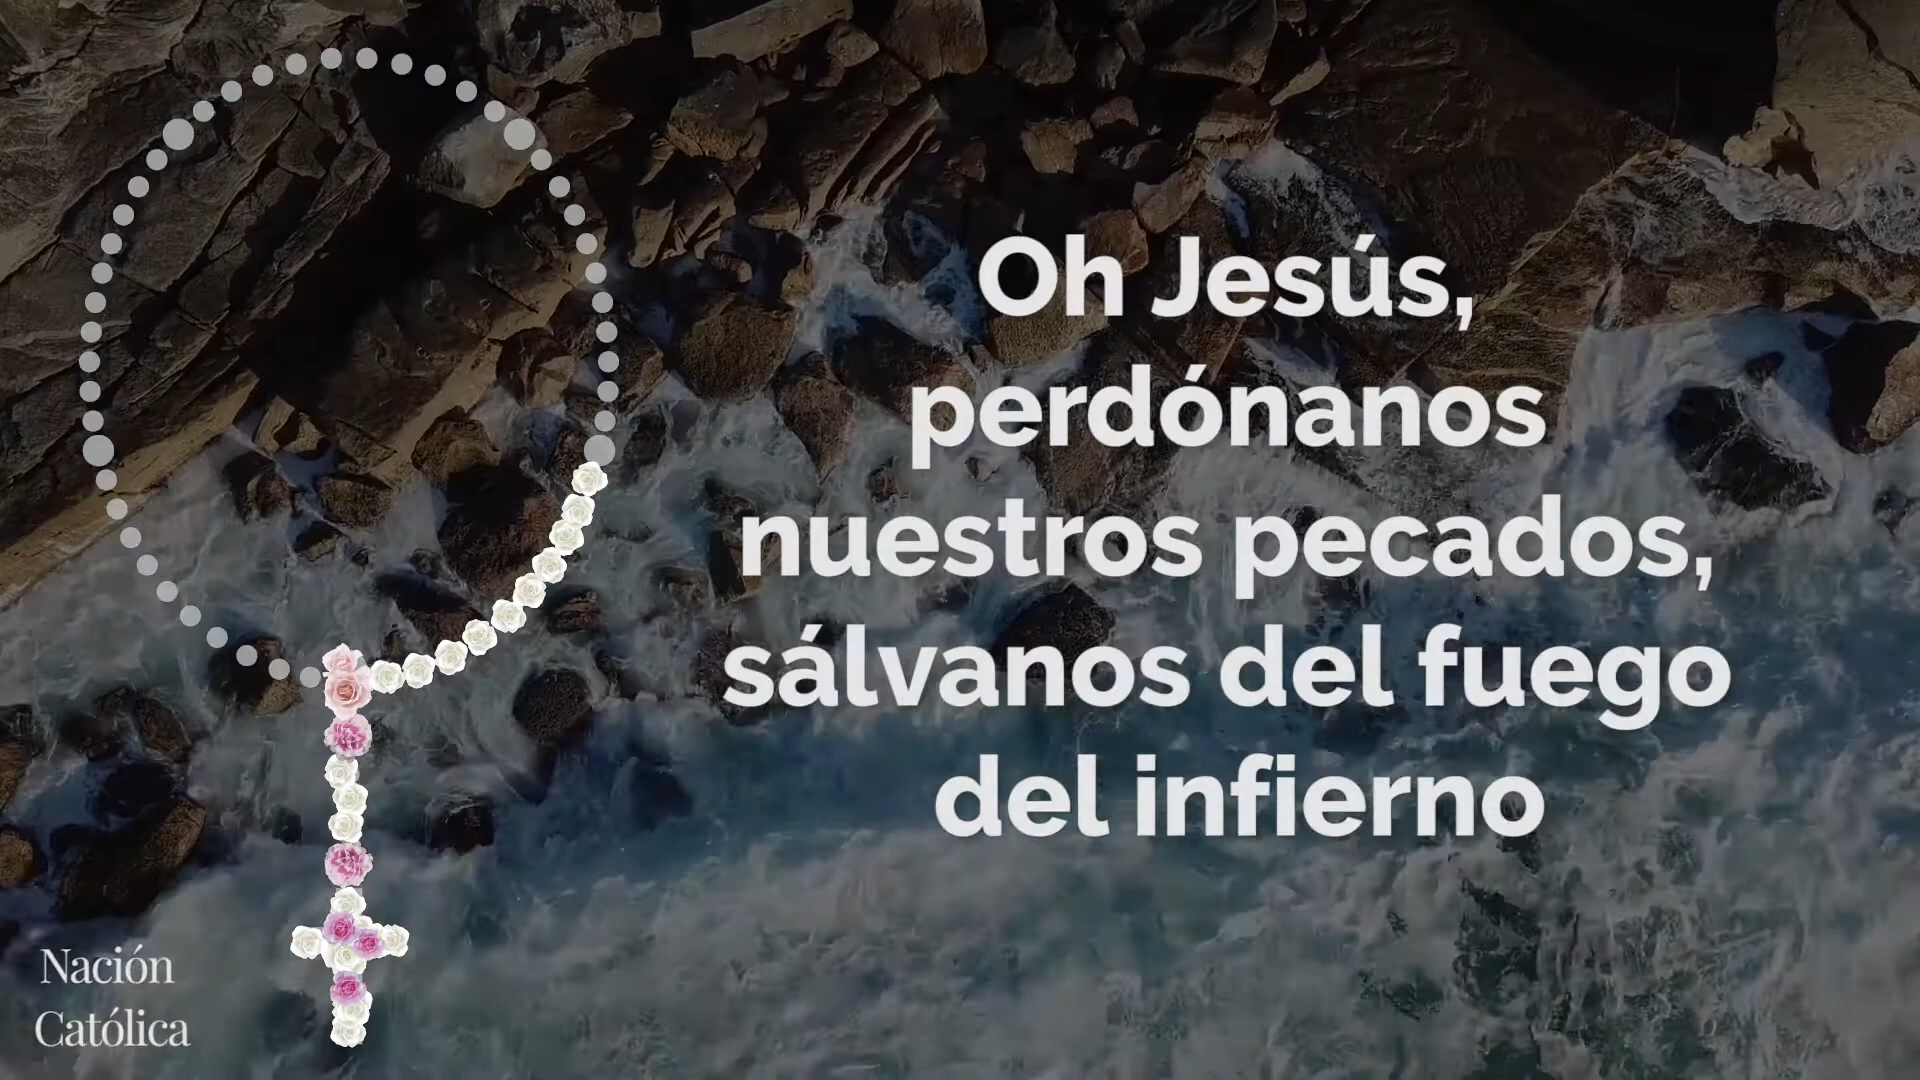 Oh Jesús,
perdónanos
nuestros pecados,
sálvanos del fuego
del infierno
Nación
Católica